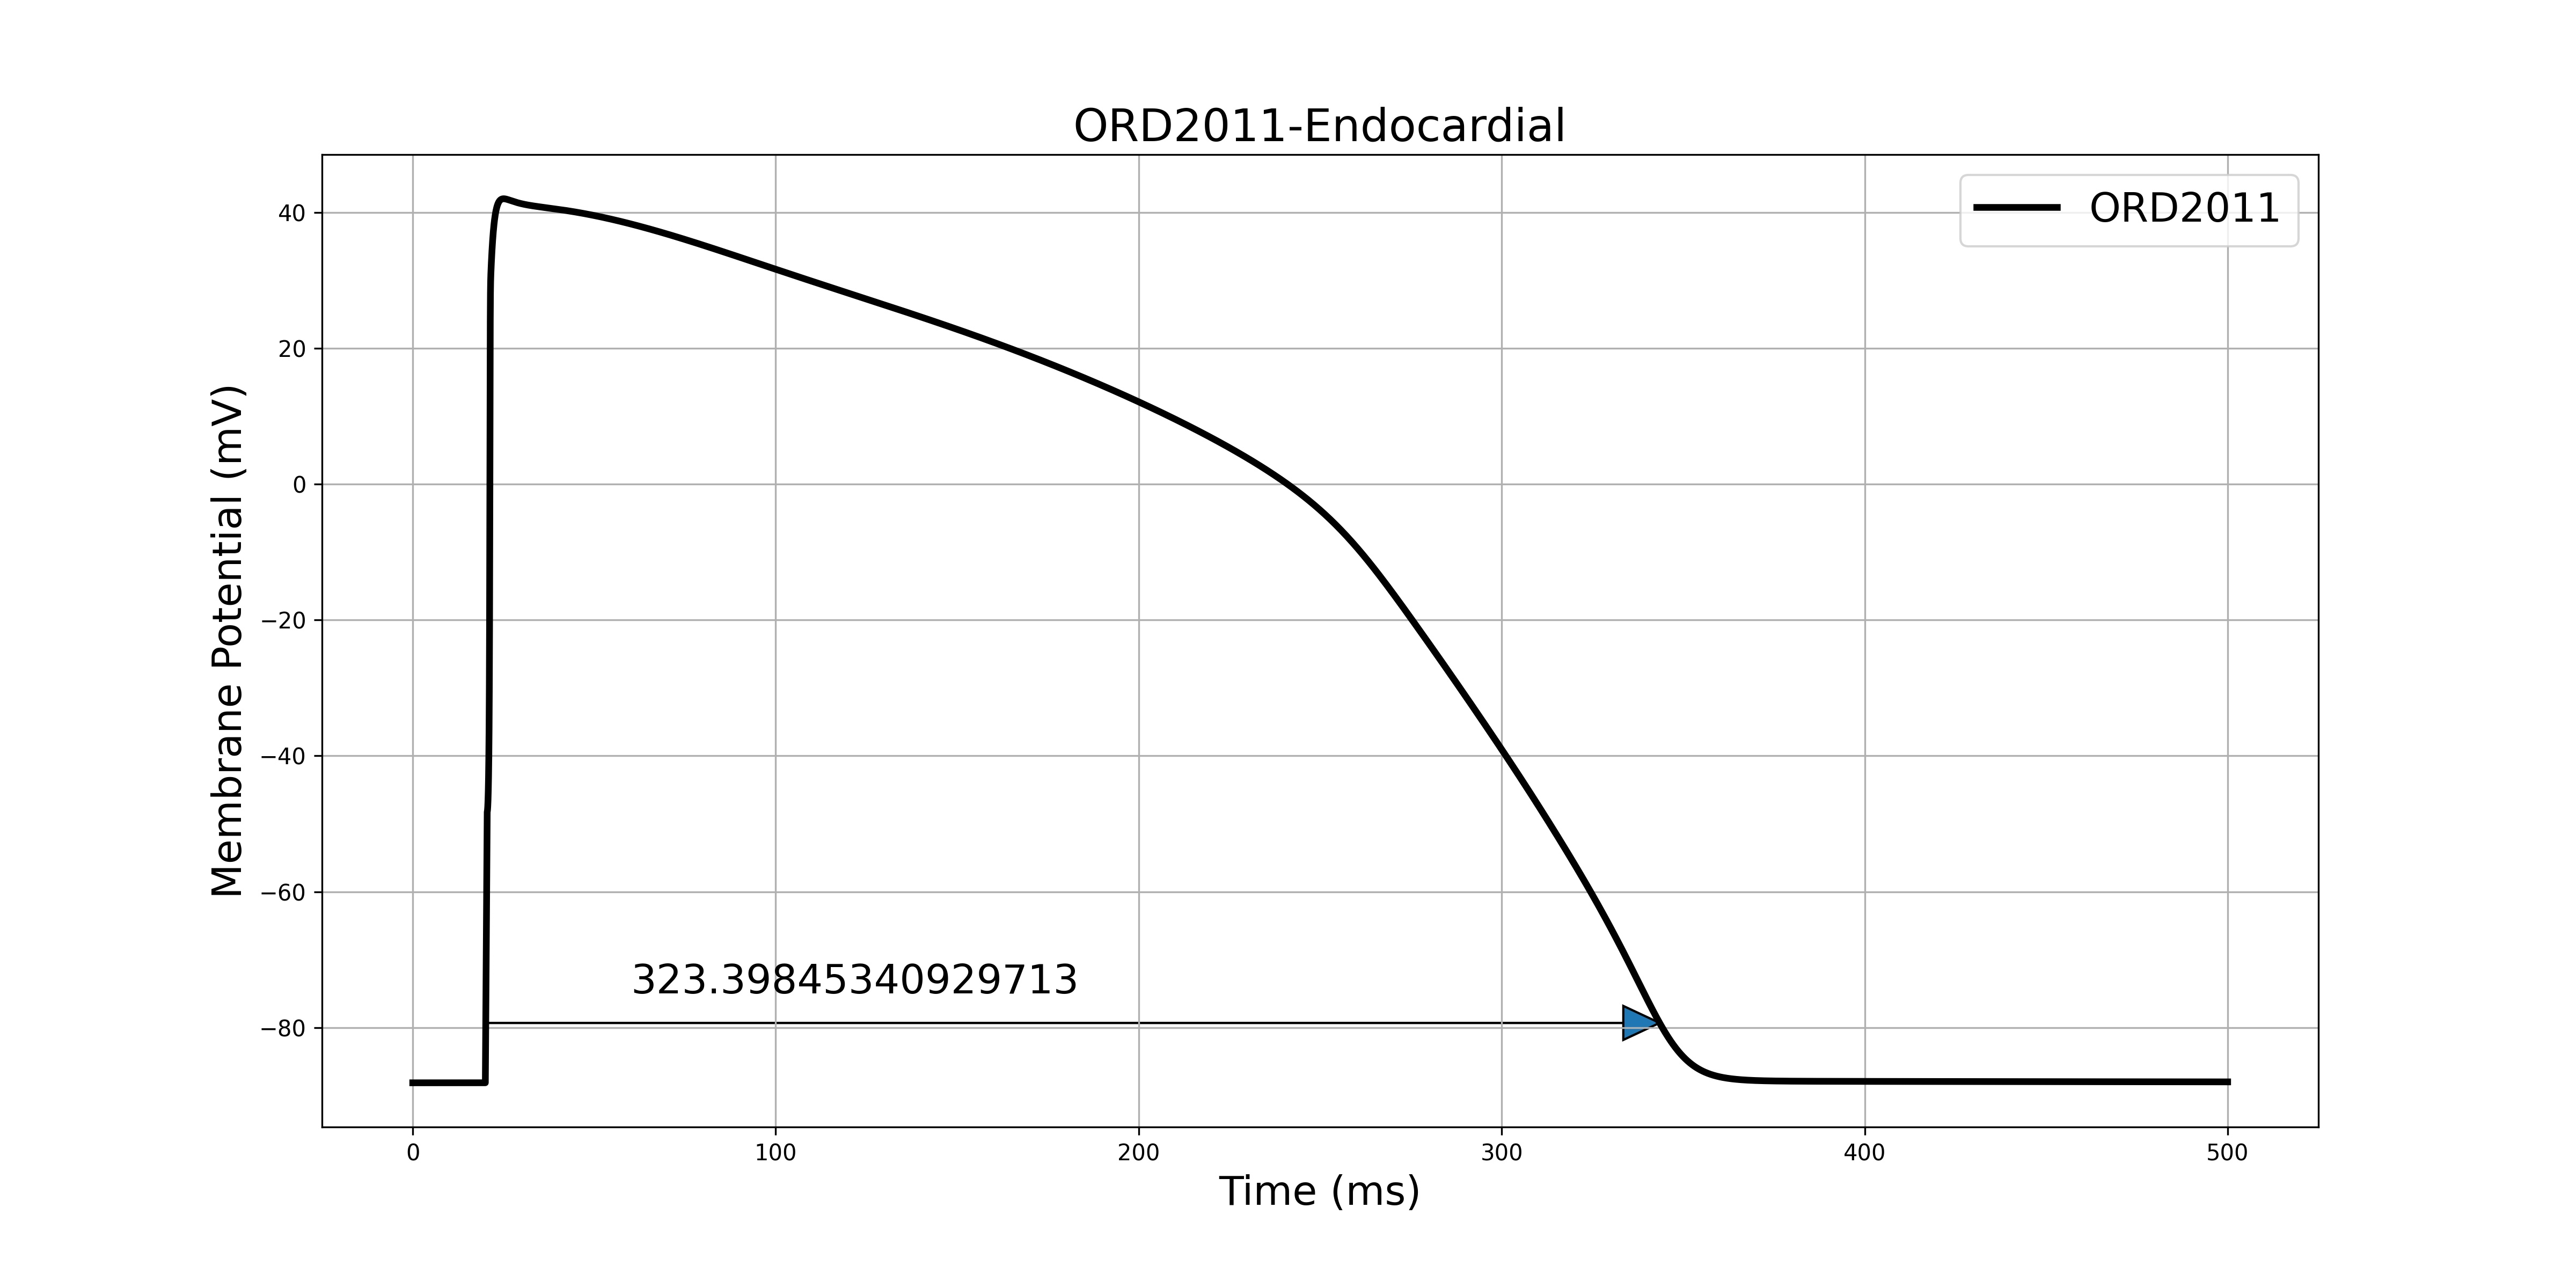 ORD2011-Endocardial
ORD2011
40
20
0
−20
−40
−60
−80
Membrane Potential (mV)
323.39845340929713
0 100 200 300 400 500
Time (ms)